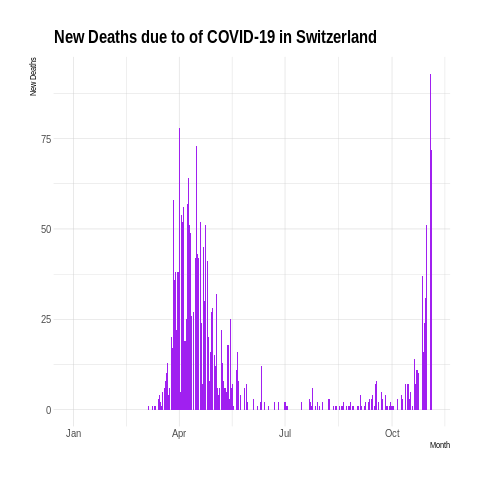 New Deaths due to of COVID-19 in Switzerland
New Deaths
75
50
25
0
Jan Apr Jul Oct
Month